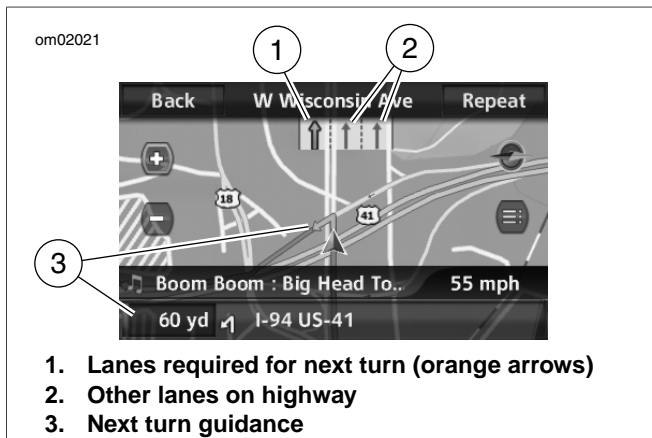 om02021
1 2
Back W Wisconsin Ave Repeat
18
41
3
Boom Boom : Big Head To.. 55 mph
60 yd I-94 US-41
1. Lanes required for next turn (orange arrows)
2. Other lanes on highway
3. Next turn guidance